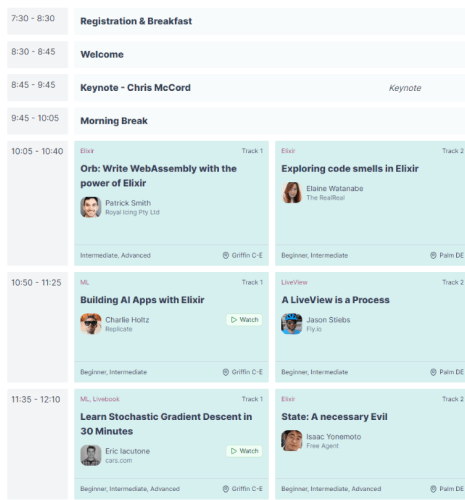 7:30 - 8:30
Registration & Breakfast
8:30 - 8:45
Welcome
8:45 - 9:45
Keynote - Chris McCord
Keynote
9:45 - 10:05
Morning Break
10:05 - 10:40
Elixir
Track 1
Orb: Write WebAssembly with the
power of Elixir
Patrick Smith
Royal Icing Pty Ltd
Intermediate, Advanced
Griffin C-E
Elixir
Track 2
Exploring code smells in Elixir
Elaine Watanabe
The RealReal
Beginner, Intermediate
Palm DE
10:50 - 11:25
ML
Track 1
Building AI Apps with Elixir
Charlie Holtz
Replicate
Watch
Beginner, Intermediate
Griffin C-E
LiveView
Track 2
A LiveView is a Process
Jason Stiebs
Fly.io
Beginner, Intermediate
Palm DE
11:35 - 12:10
ML, Livebook
Track 1
Learn Stochastic Gradient Descent in
30 Minutes
Eric Iacutone
cars.com
Watch
Beginner, Intermediate, Advanced
Griffin C-E
Elixir
Track 2
State: A necessary Evil
Isaac Yonemoto
Free Agent
Beginner, Intermediate, Advanced
Palm DE